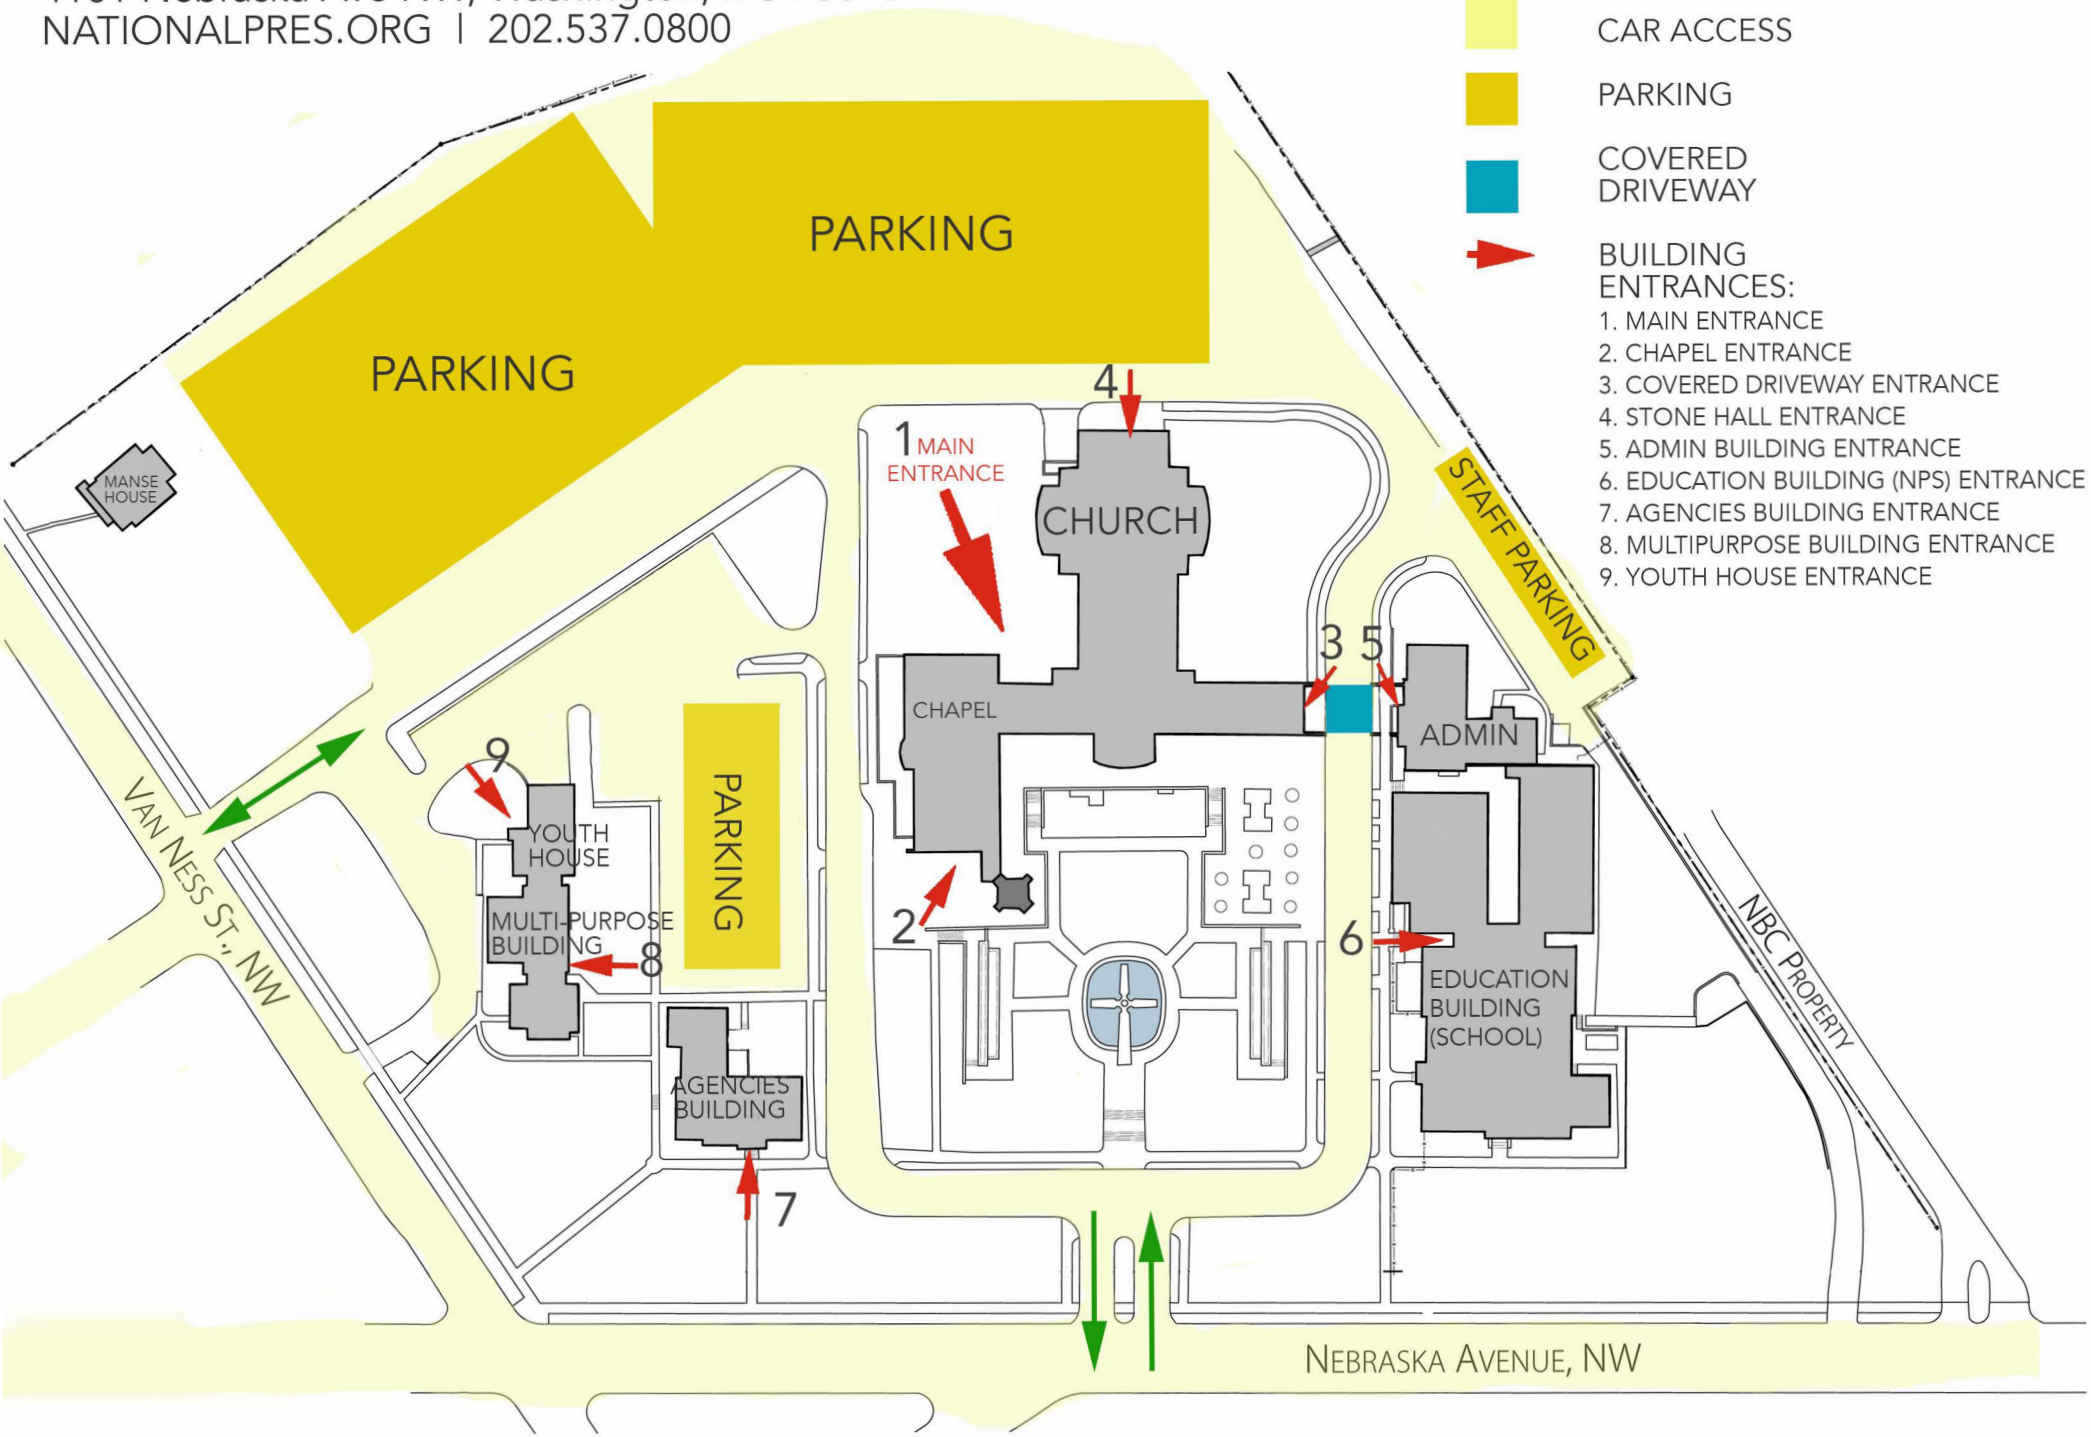 NATIONALPRES.ORG | 202.537.0800
CAR ACCESS
PARKING
COVERED
DRIVEWAY
BUILDING
ENTRANCES:
1. MAIN ENTRANCE
2. CHAPEL ENTRANCE
3. COVERED DRIVEWAY ENTRANCE
4. STONE HALL ENTRANCE
5. ADMIN BUILDING ENTRANCE
6. EDUCATION BUILDING (NPS) ENTRANCE
7. AGENCIES BUILDING ENTRANCE
8. MULTIPURPOSE BUILDING ENTRANCE
9. YOUTH HOUSE ENTRANCE
PARKING
PARKING
4
1 MAIN
ENTRANCE
MANSE
HOUSE
CHURCH
STAFF PARKING
3
5
CHAPEL
ADMIN
9
PARKING
VAN NESS ST., NW
YOUTH
HOUSE
MULTI-PURPOSE
BUILDING
8
2
6
NBC PROPERTY
EDUCATION
BUILDING
(SCHOOL)
AGENCIES
BUILDING
7
NEBRASKA AVENUE, NW